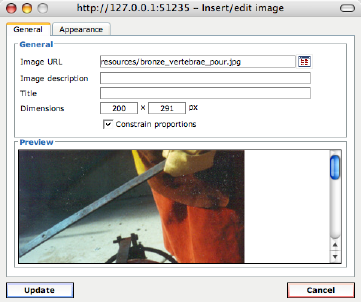 http://127.0.0.1:51235 – Insert/edit image
General
Appearance
General
Image URL
resources/bronze_vertebrae_pour.jpg
Image description
Title
Dimensions 200 x 291 px
Constrain proportions
Preview
Update
Cancel